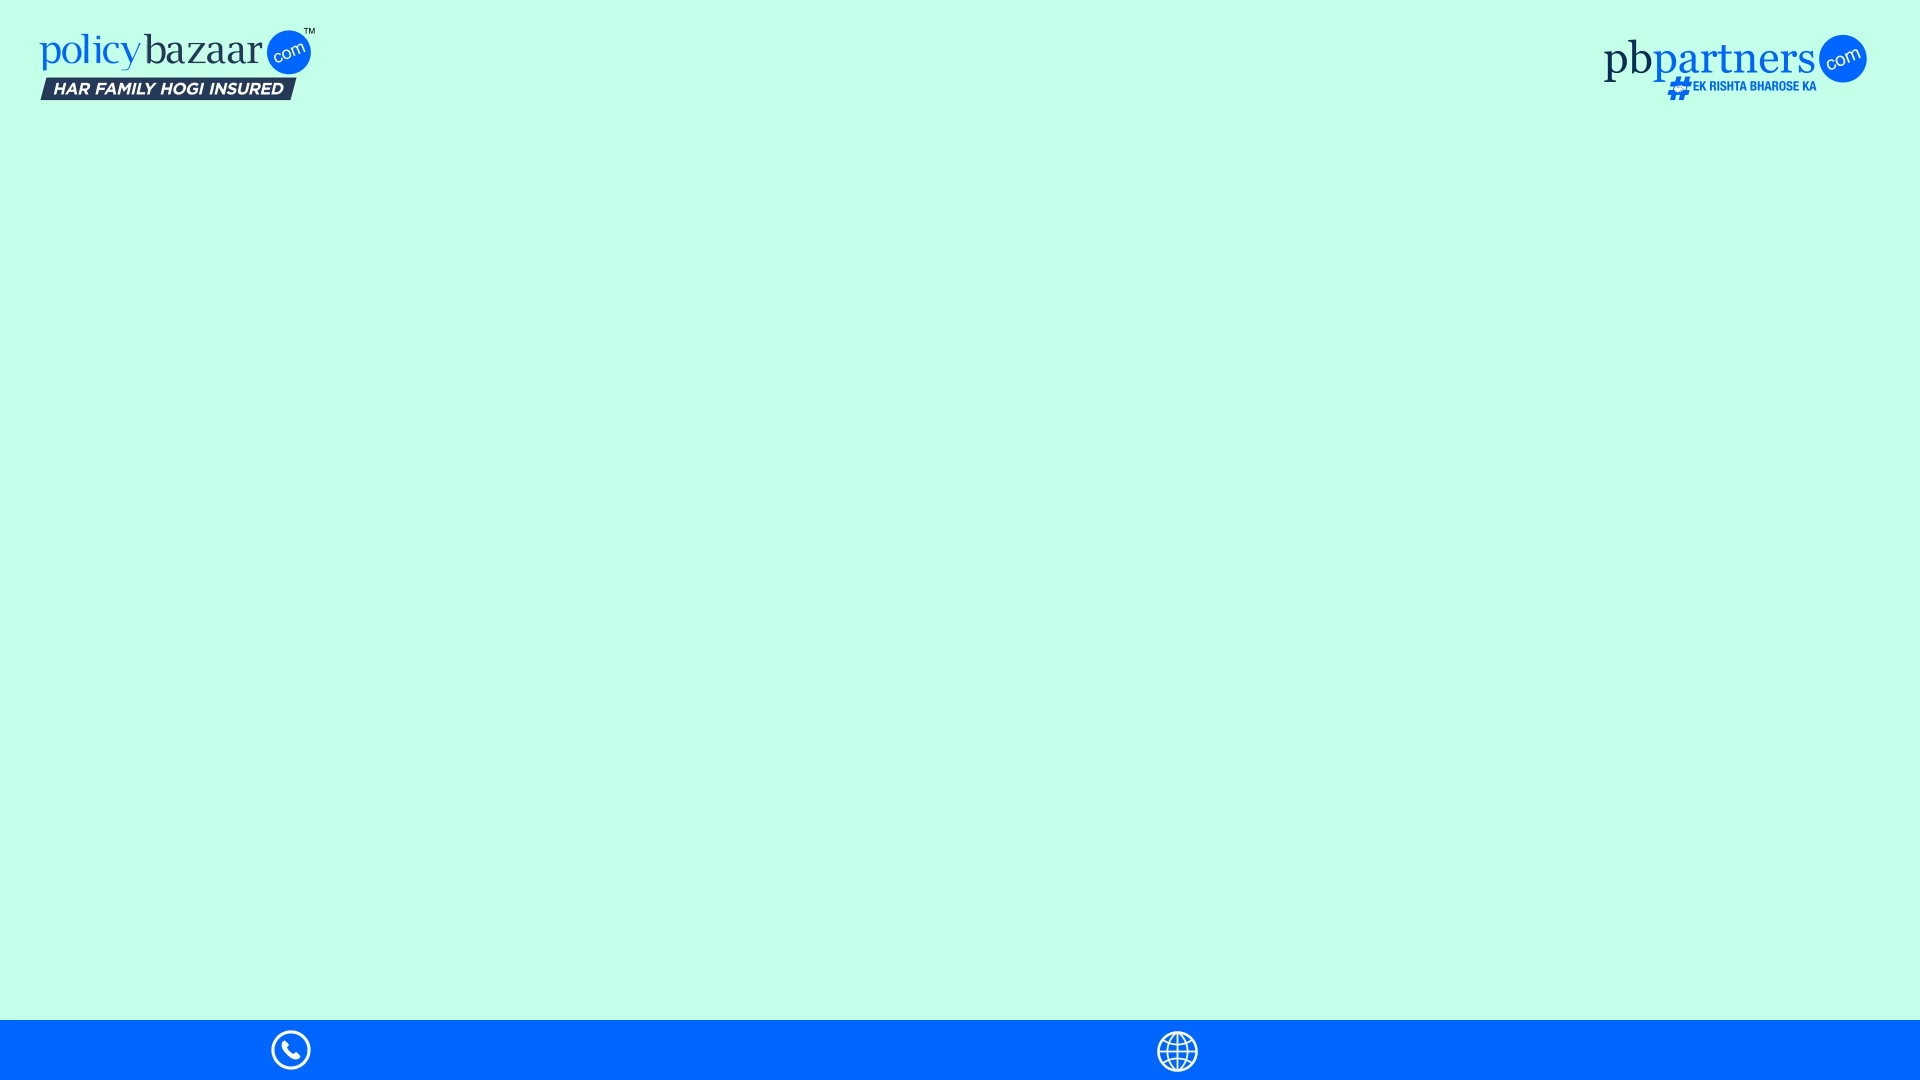 policybazaar com TM
HAR FAMILY HOGI INSURED
pbpartners com
#EK RISHTA BHAROSE KA